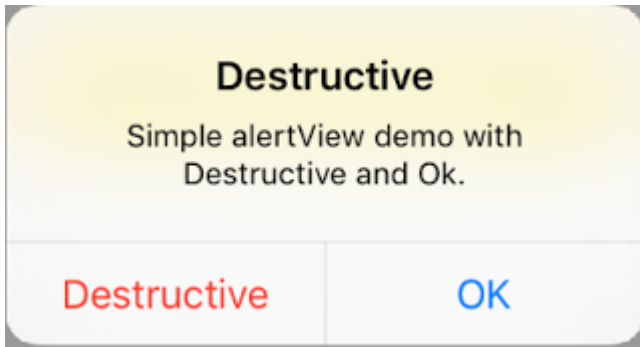 Destructive
Simple alertView demo with
Destructive and Ok.
Destructive OK